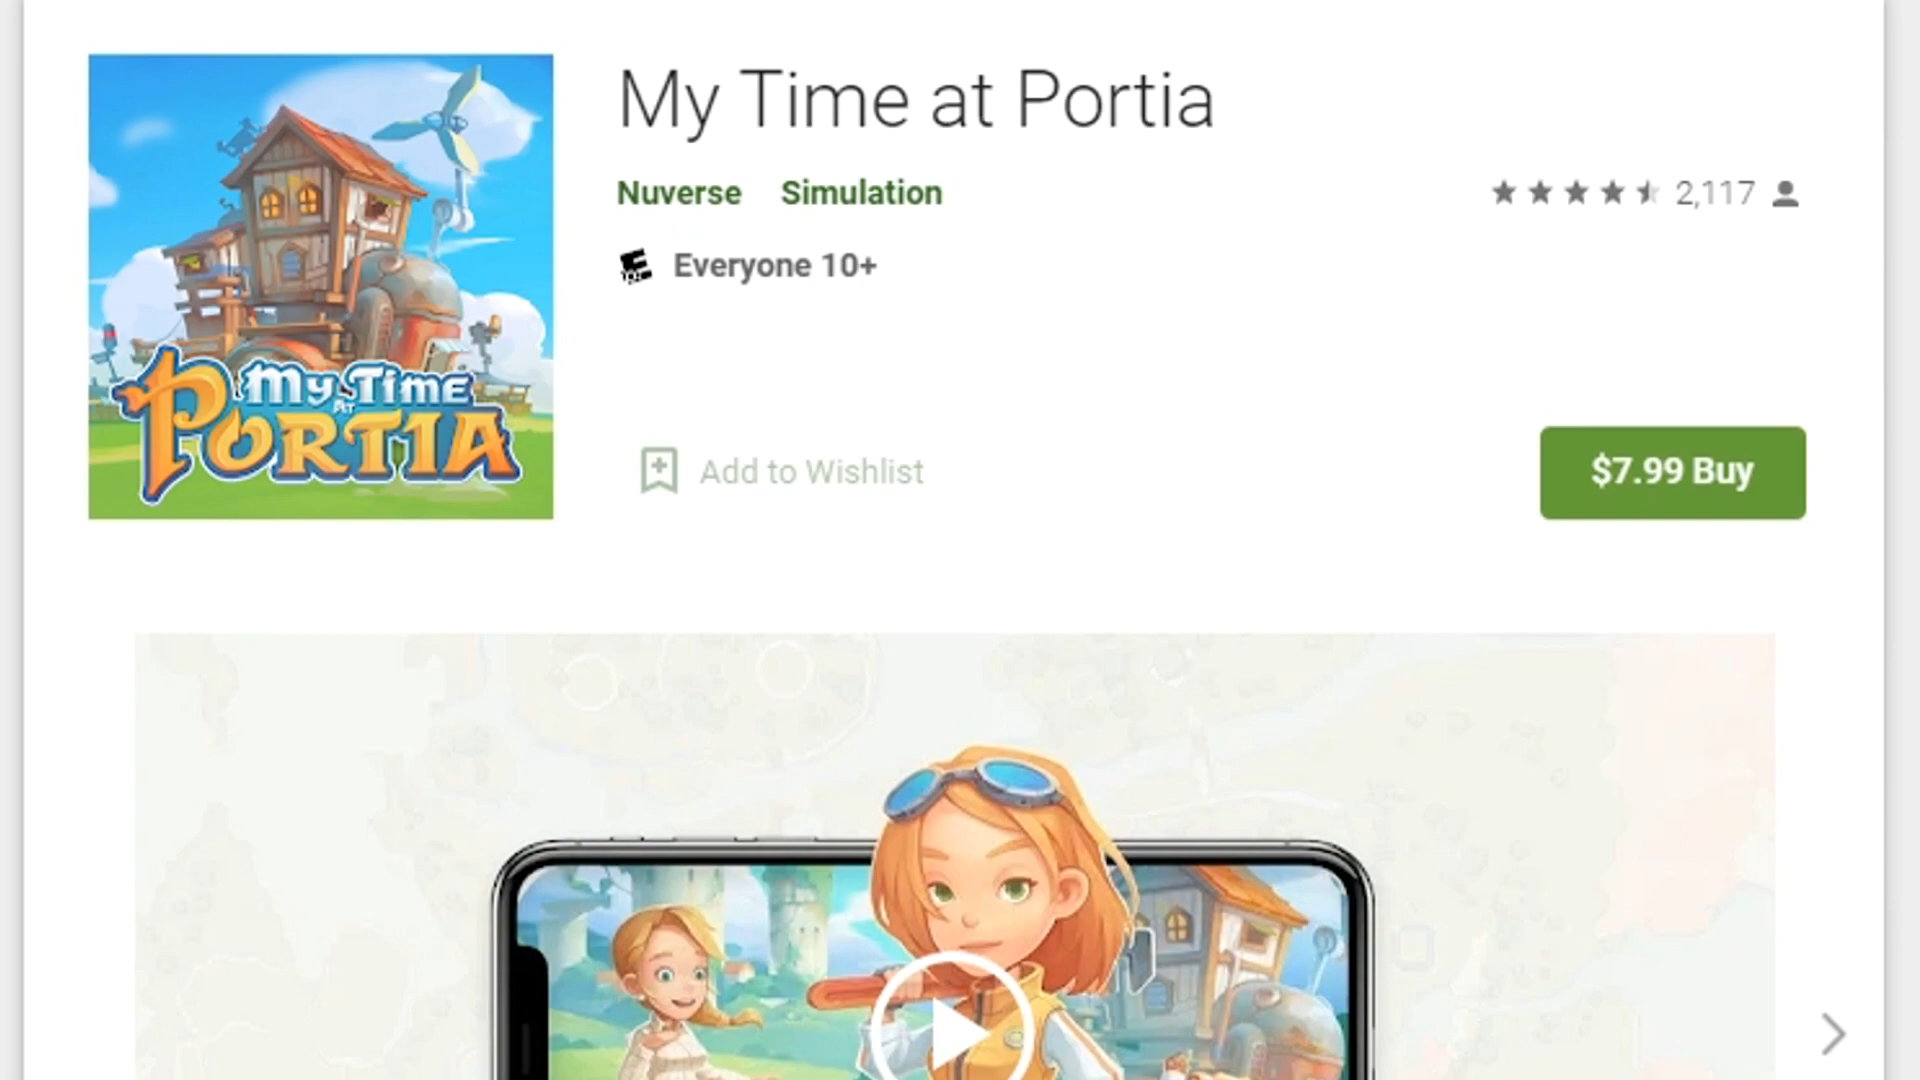 My Time at Portia
Nuverse Simulation 2,117
Everyone 10+
My Time
AT
PORTIA
Add to Wishlist
$7.99 Buy